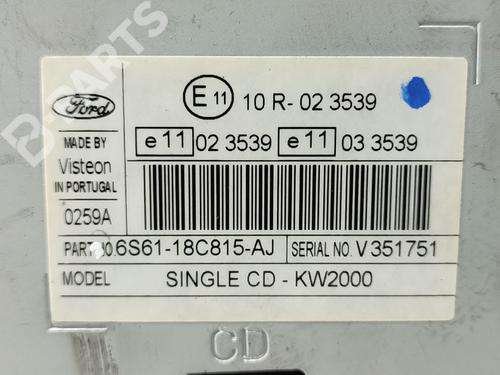 B-PARTS
Ford
E 11 10 R- 02 3539
MADE BY
Visteon
IN PORTUGAL
e 11 02 3539 e 11 03 3539
0259A
PART NO. 6S61-18C815-AJ SERIAL NO. V351751
MODEL SINGLE CD - KW2000
CD